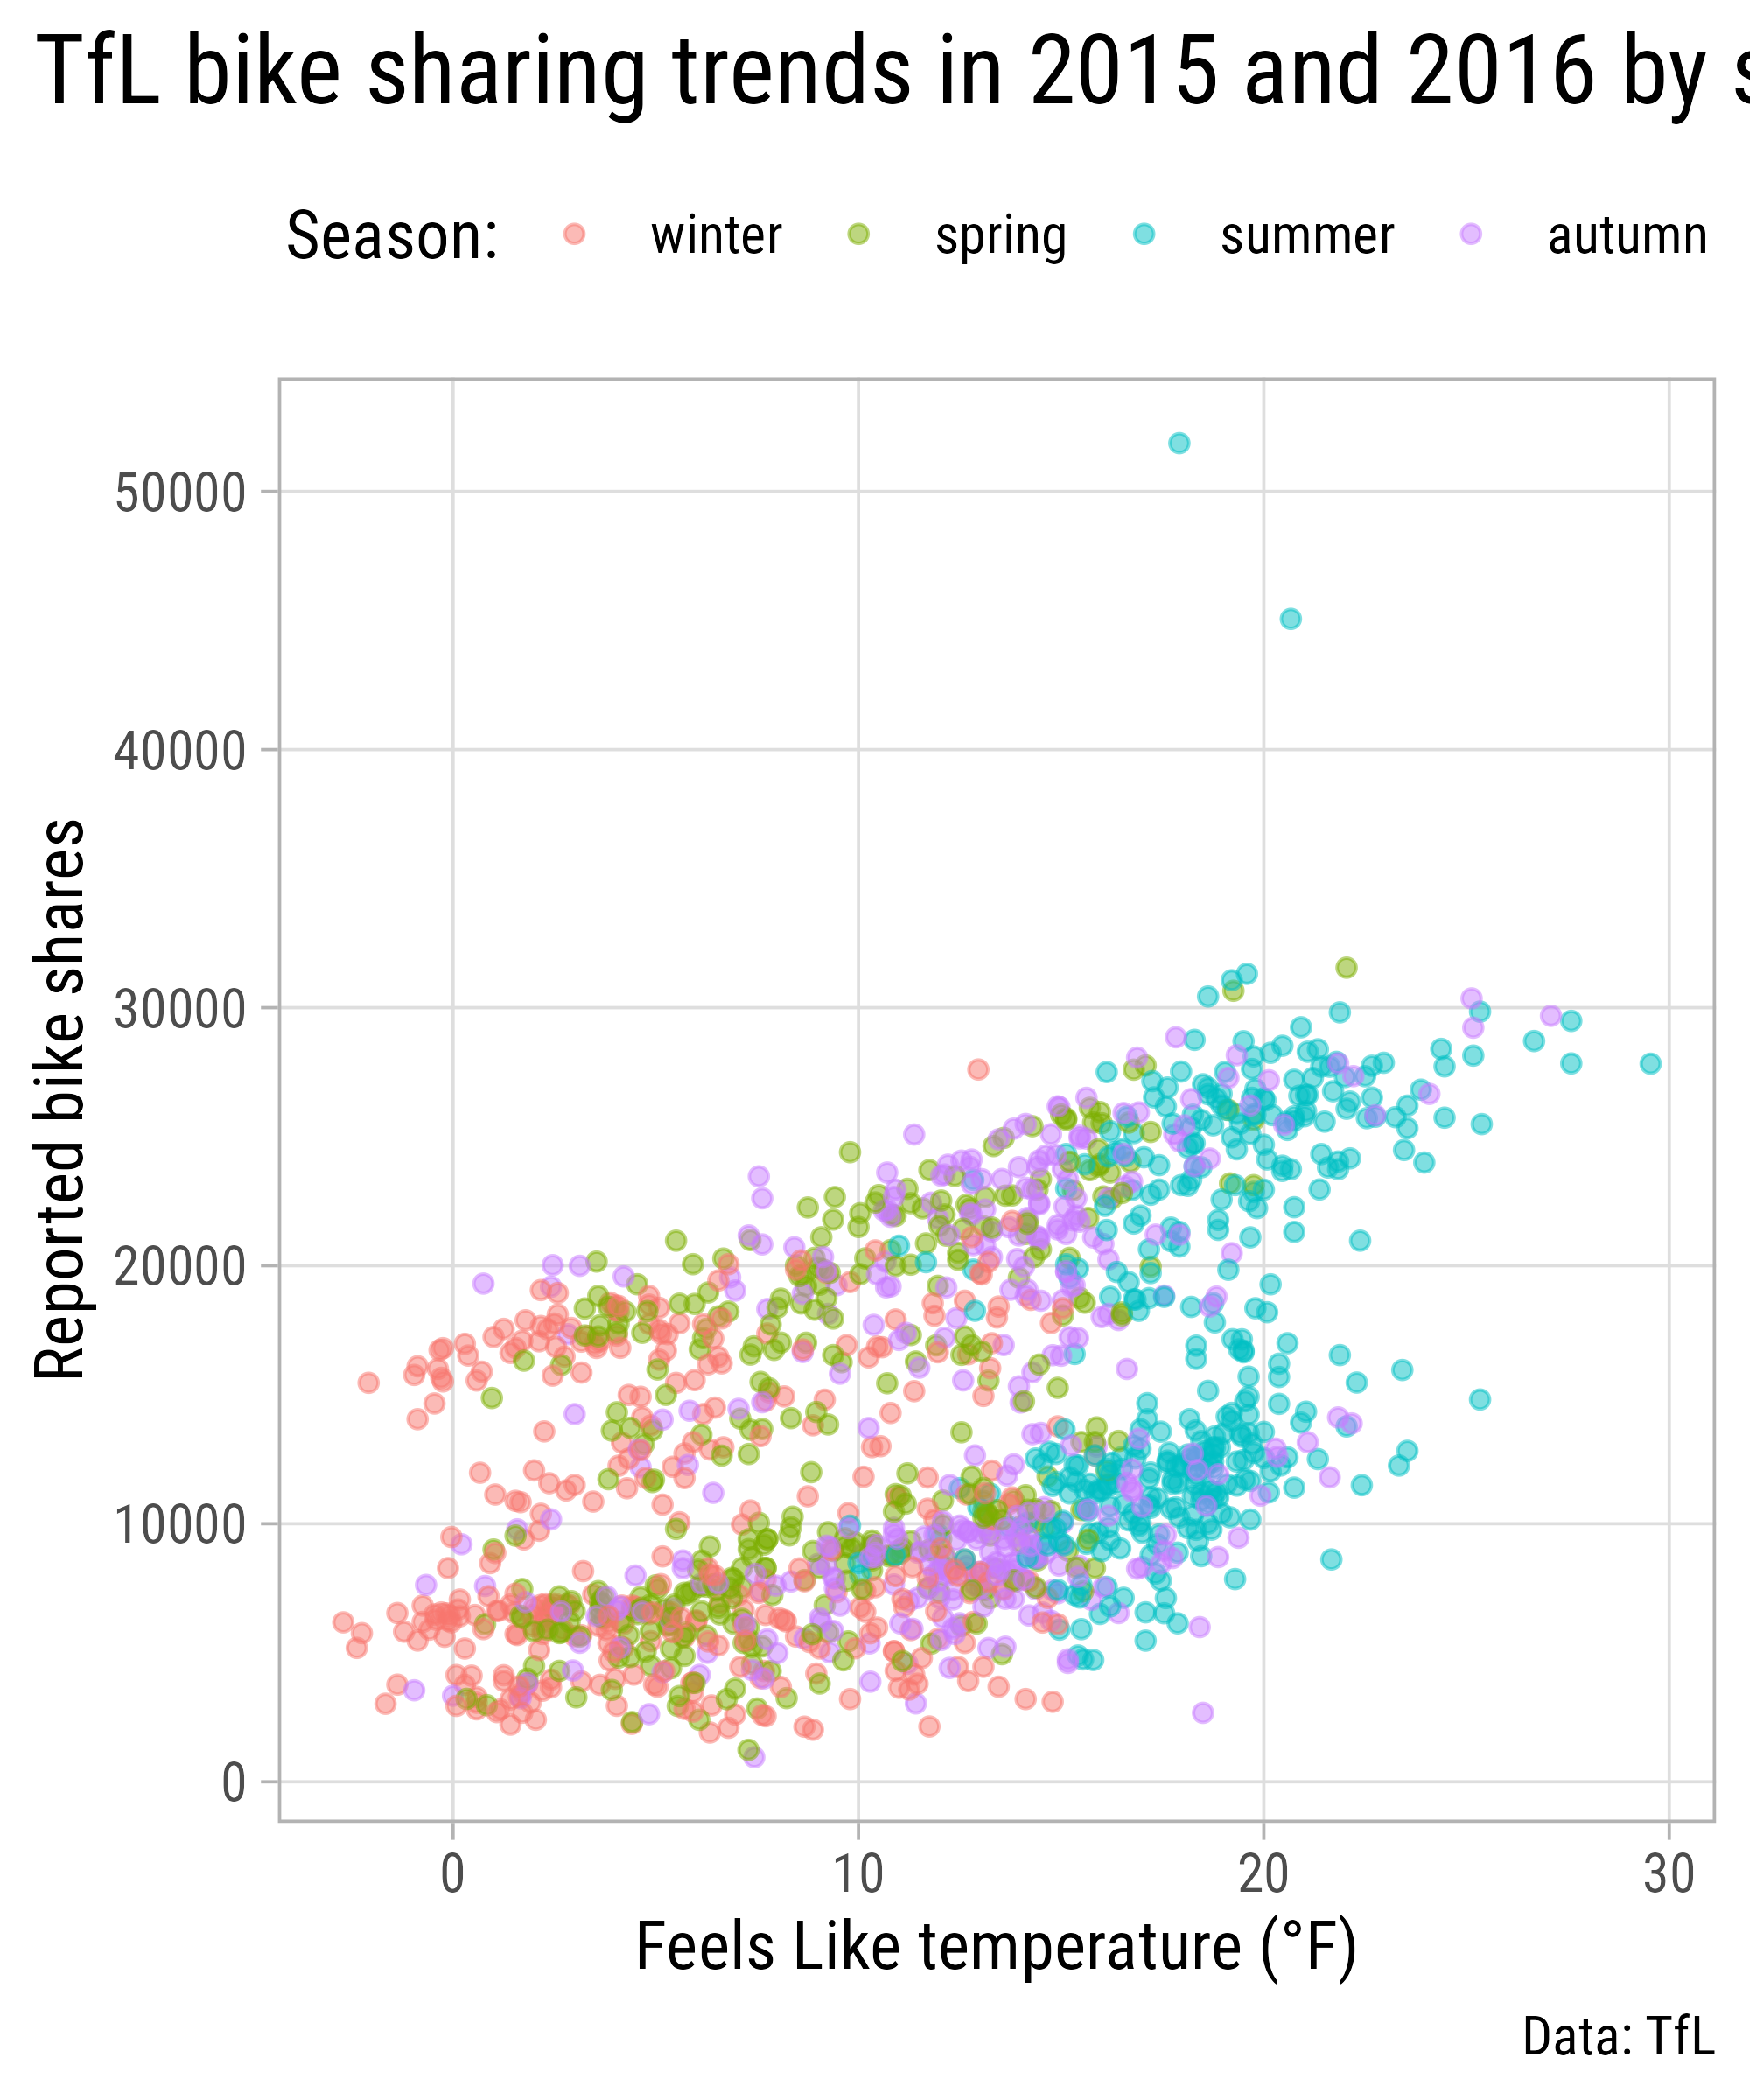 TfL bike sharing trends in 2015 and 2016 by
Season: winter spring summer autumn
50000
40000
30000
20000
10000
0
Reported bike shares
0 10 20 30
Feels Like temperature (°F)
Data: TfL